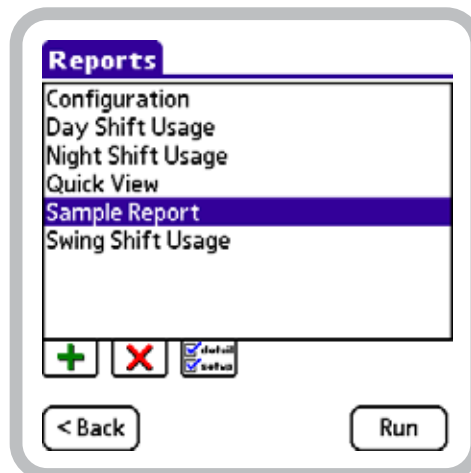 Reports
Configuration
Day Shift Usage
Night Shift Usage
Quick View
Sample Report
Swing Shift Usage
detail
setup
< Back
Run